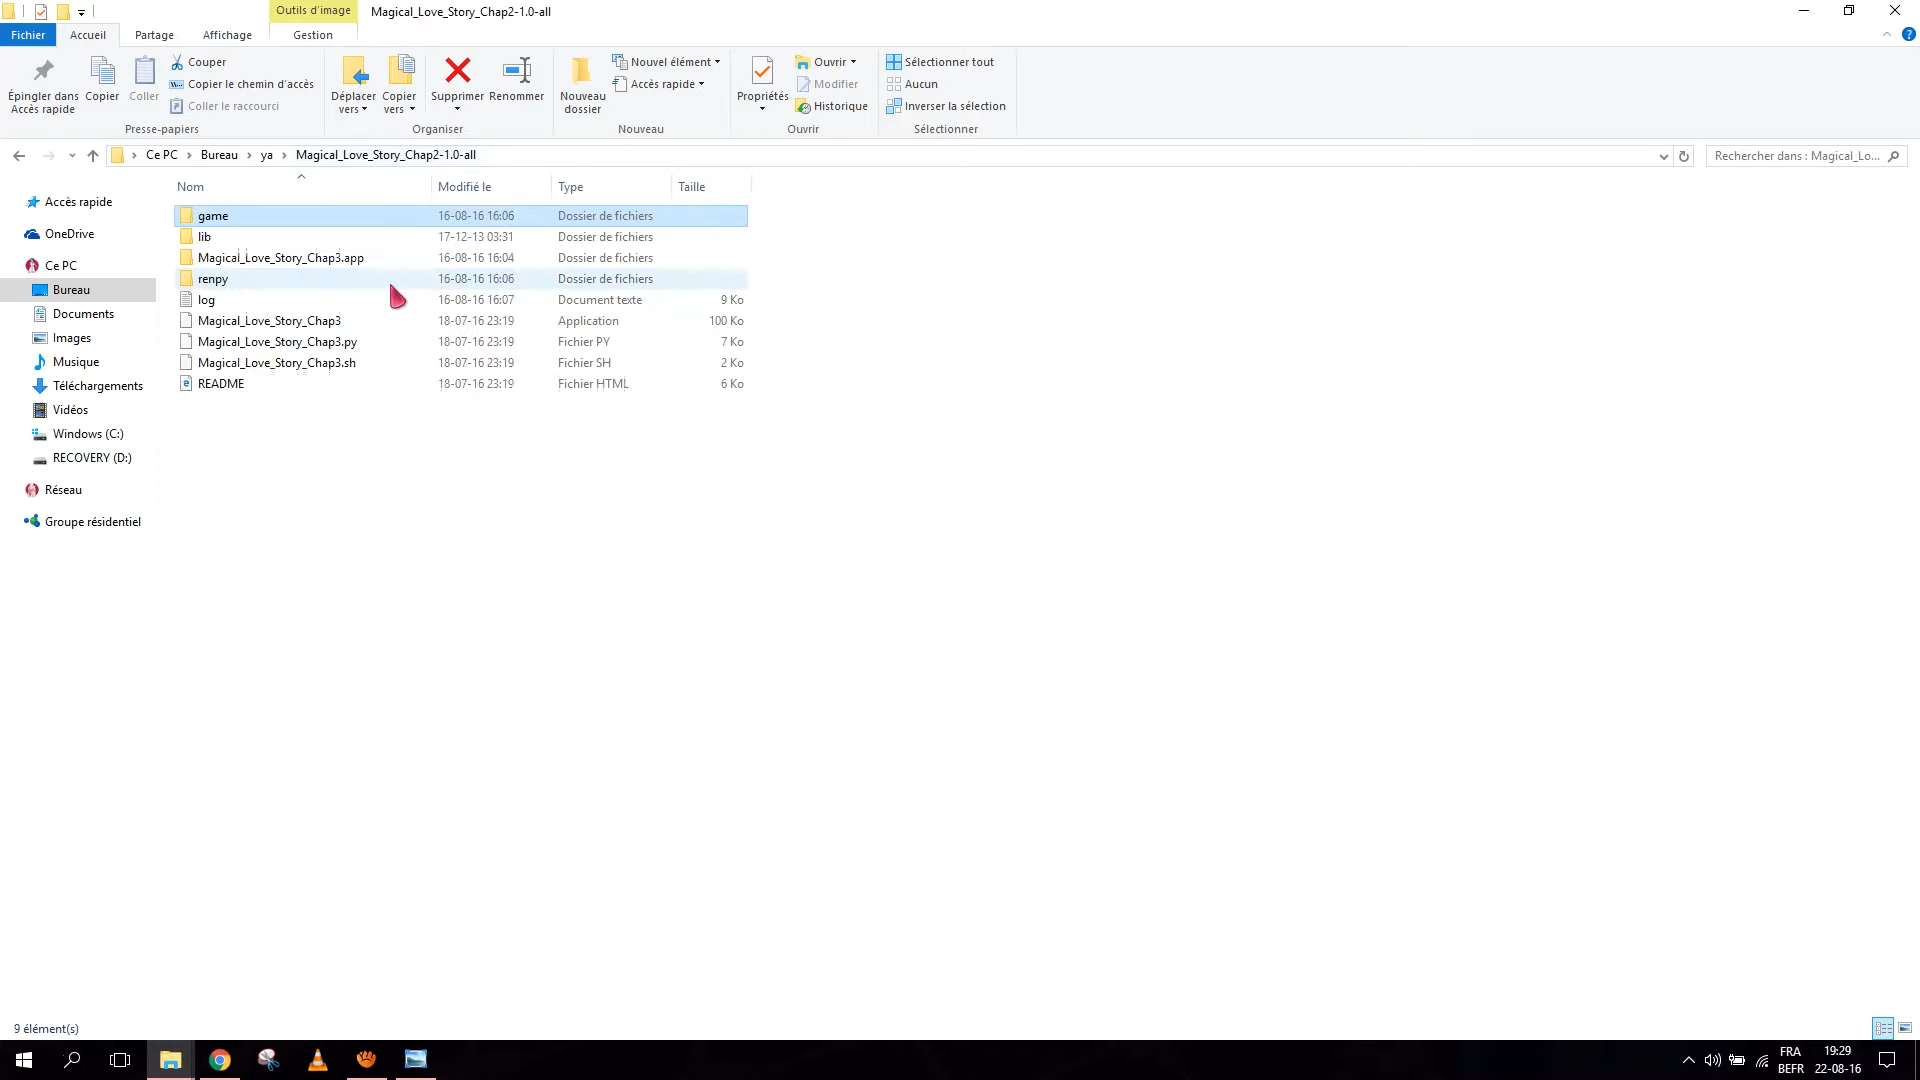 Outils d'image Magical_Love_Story_Chap2-1.0-all
Fichier Accueil Partage Affichage Gestion
Épingler dans Accès rapide
Copier
Coller
Couper
Copier le chemin d'accès
Coller le raccourci
Presse-papiers
Déplacer vers
Copier vers
Supprimer
Renommer
Organiser
Nouveau dossier
Nouvel élément
Accès rapide
Nouveau
Propriétés
Ouvrir
Modifier
Historique
Ouvrir
Sélectionner tout
Aucun
Inverser la sélection
Sélectionner
Ce PC > Bureau > ya > Magical_Love_Story_Chap2-1.0-all
Rechercher dans : Magical_Lo...
Accès rapide
OneDrive
Ce PC
Bureau
Documents
Images
Musique
Téléchargements
Vidéos
Windows (C:)
RECOVERY (D:)
Réseau
Groupe résidentiel
Nom Modifié le Type Taille
game 16-08-16 16:06 Dossier de fichiers
lib 17-12-13 03:31 Dossier de fichiers
Magical_Love_Story_Chap3.app 16-08-16 16:04 Dossier de fichiers
renpy 16-08-16 16:06 Dossier de fichiers
log 16-08-16 16:07 Document texte 9 Ko
Magical_Love_Story_Chap3 18-07-16 23:19 Application 100 Ko
Magical_Love_Story_Chap3.py 18-07-16 23:19 Fichier PY 7 Ko
Magical_Love_Story_Chap3.sh 18-07-16 23:19 Fichier SH 2 Ko
README 18-07-16 23:19 Fichier HTML 6 Ko
9 élément(s)
FRA 19:29
BEFR 22-08-16